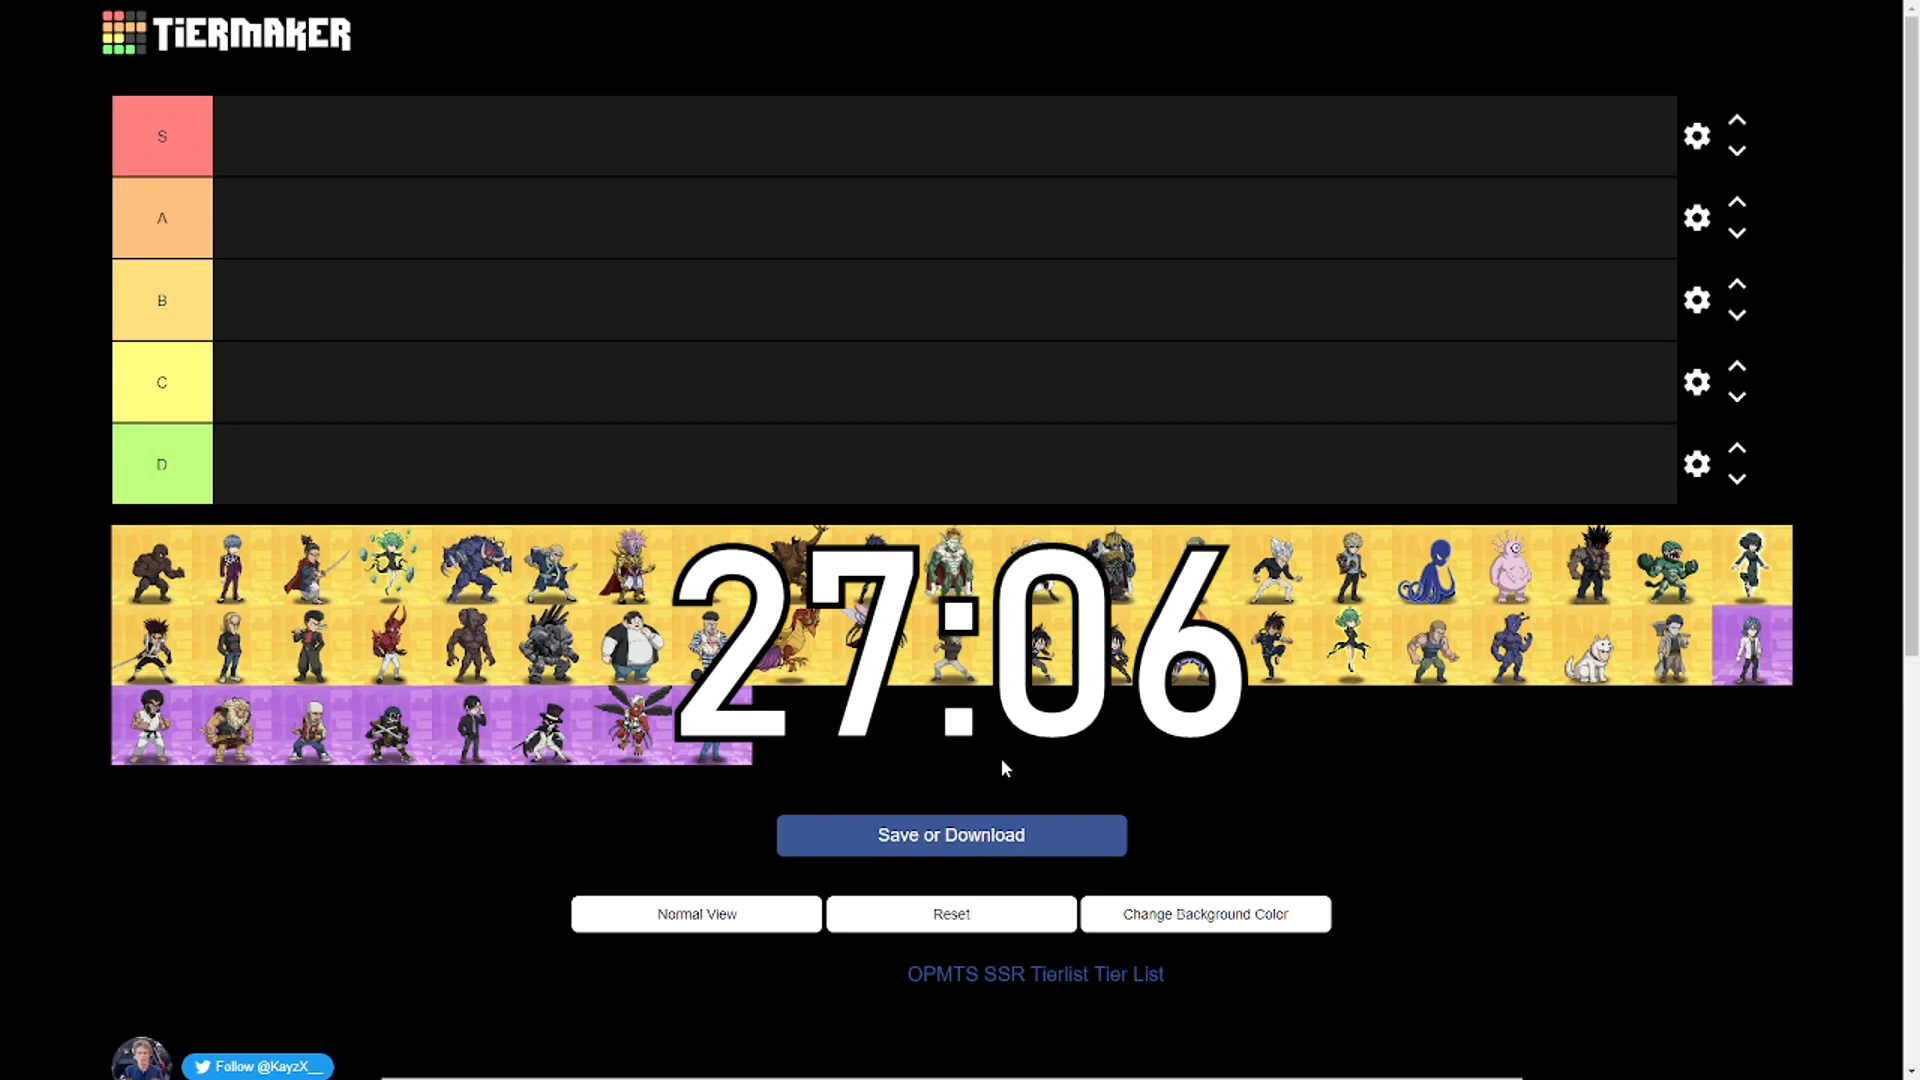 TiERMAKER
S
A
B
C
D
27:06
Save or Download
Normal View
Reset
Change Background Color
OPMTS SSR Tierlist Tier List
Follow @KayzX__